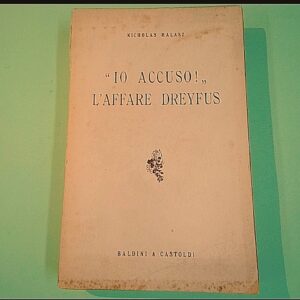 NICHOLAS HALASZ
"IO ACCUSO!„
L'AFFARE DREYFUS
BALDINI & CASTOLDI